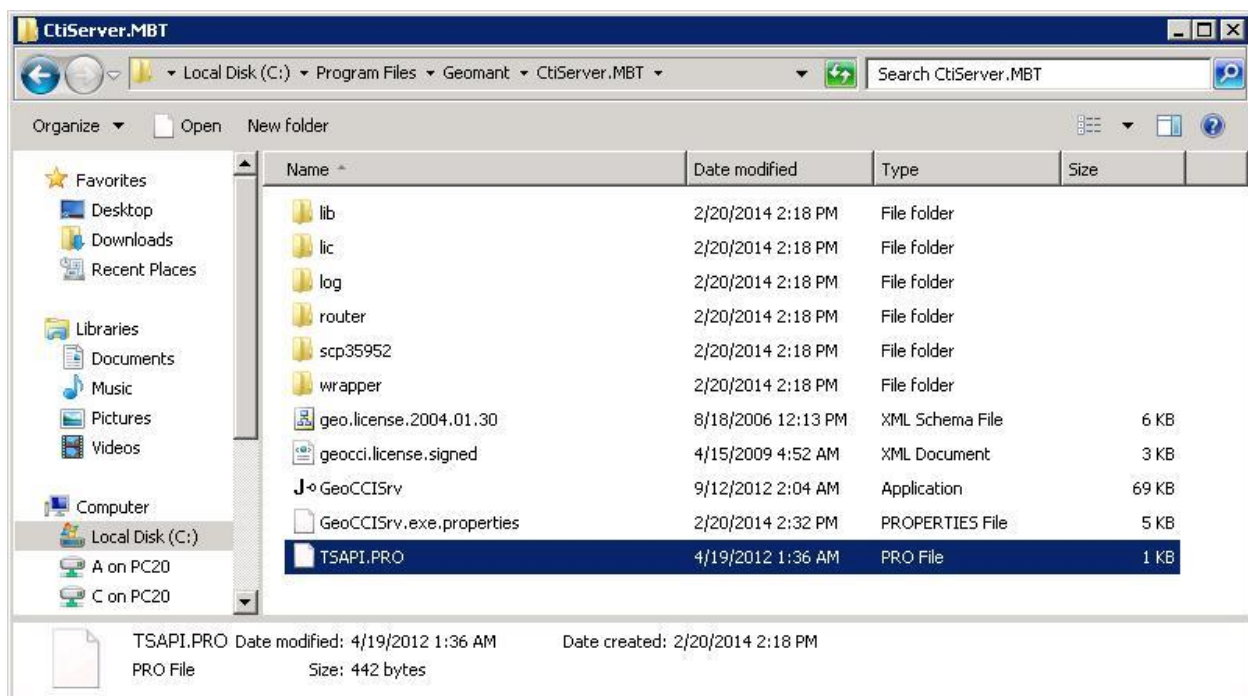 CtiServer.MBT
Local Disk (C:) Program Files Geomant CtiServer.MBT Search CtiServer.MBT
Organize Open New folder
Favorites
Desktop
Downloads
Recent Places
Libraries
Documents
Music
Pictures
Videos
Computer
Local Disk (C:)
A on PC20
C on PC20
Name Date modified Type Size
lib 2/20/2014 2:18 PM File folder
lic 2/20/2014 2:18 PM File folder
log 2/20/2014 2:18 PM File folder
router 2/20/2014 2:18 PM File folder
scp35952 2/20/2014 2:18 PM File folder
wrapper 2/20/2014 2:18 PM File folder
geo.license.2004.01.30 8/18/2006 12:13 PM XML Schema File 6 KB
geocci.license.signed 4/15/2009 4:52 AM XML Document 3 KB
GeoCCISrv 9/12/2012 2:04 AM Application 69 KB
GeoCCISrv.exe.properties 2/20/2014 2:32 PM PROPERTIES File 5 KB
TSAPI.PRO 4/19/2012 1:36 AM PRO File 1 KB
TSAPI.PRO Date modified: 4/19/2012 1:36 AM Date created: 2/20/2014 2:18 PM
PRO File Size: 442 bytes